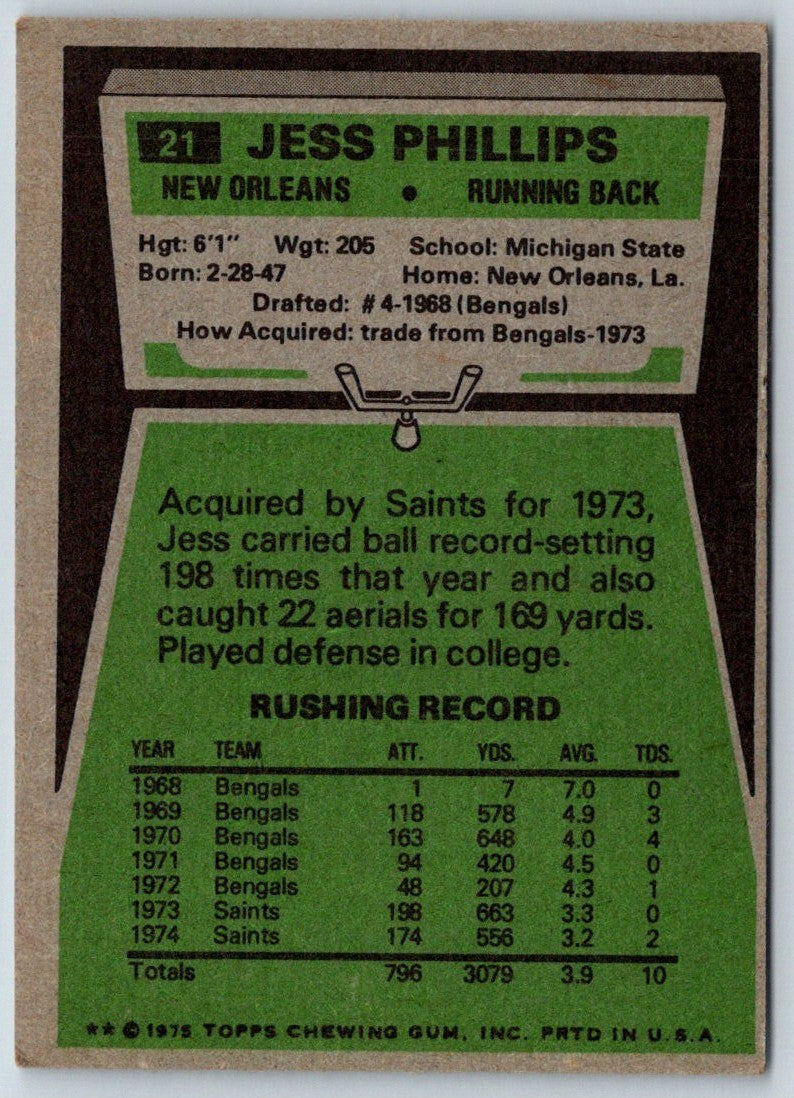 21 JESS PHILLIPS
NEW ORLEANS • RUNNING BACK
Hgt: 6'1" Wgt: 205 School: Michigan State
Born: 2-28-47 Home: New Orleans, La.
Drafted: #4-1968 (Bengals)
How Acquired: trade from Bengals-1973
Acquired by Saints for 1973,
Jess carried ball record-setting
198 times that year and also
caught 22 aerials for 169 yards.
Played defense in college.
RUSHING RECORD
YEAR TEAM ATT. YDS. AVG. TDS.
1968 Bengals 1 7 7.0 0
1969 Bengals 118 578 4.9 3
1970 Bengals 163 648 4.0 4
1971 Bengals 94 420 4.5 0
1972 Bengals 48 207 4.3 1
1973 Saints 198 663 3.3 0
1974 Saints 174 556 3.2 2
Totals 796 3079 3.9 10
** © 1975 TOPPS CHEWING GUM, INC. PRTD IN U.S.A.